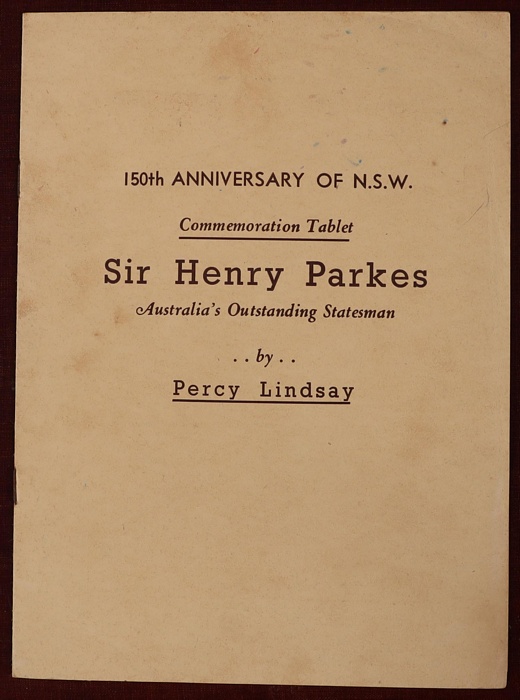 150th ANNIVERSARY OF N.S.W.
Commemoration Tablet
Sir Henry Parkes
Australia's Outstanding Statesman
. . by . .
Percy Lindsay